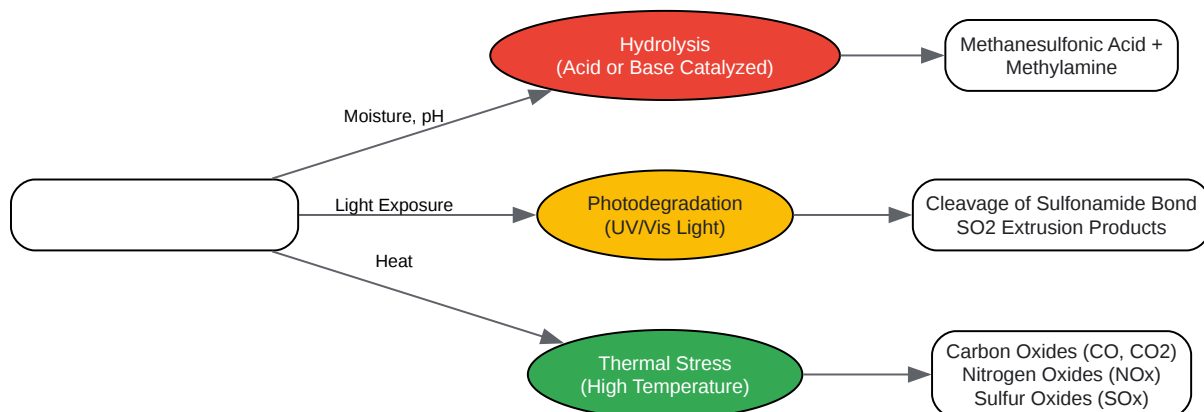 Hydrolysis
(Acid or Base Catalyzed)
Methanesulfonic Acid +
Methylamine
Moisture, pH
Light Exposure
Photodegradation
(UV/Vis Light)
Cleavage of Sulfonamide Bond
SO2 Extrusion Products
Heat
Thermal Stress
(High Temperature)
Carbon Oxides (CO, CO2)
Nitrogen Oxides (NOx)
Sulfur Oxides (SOx)